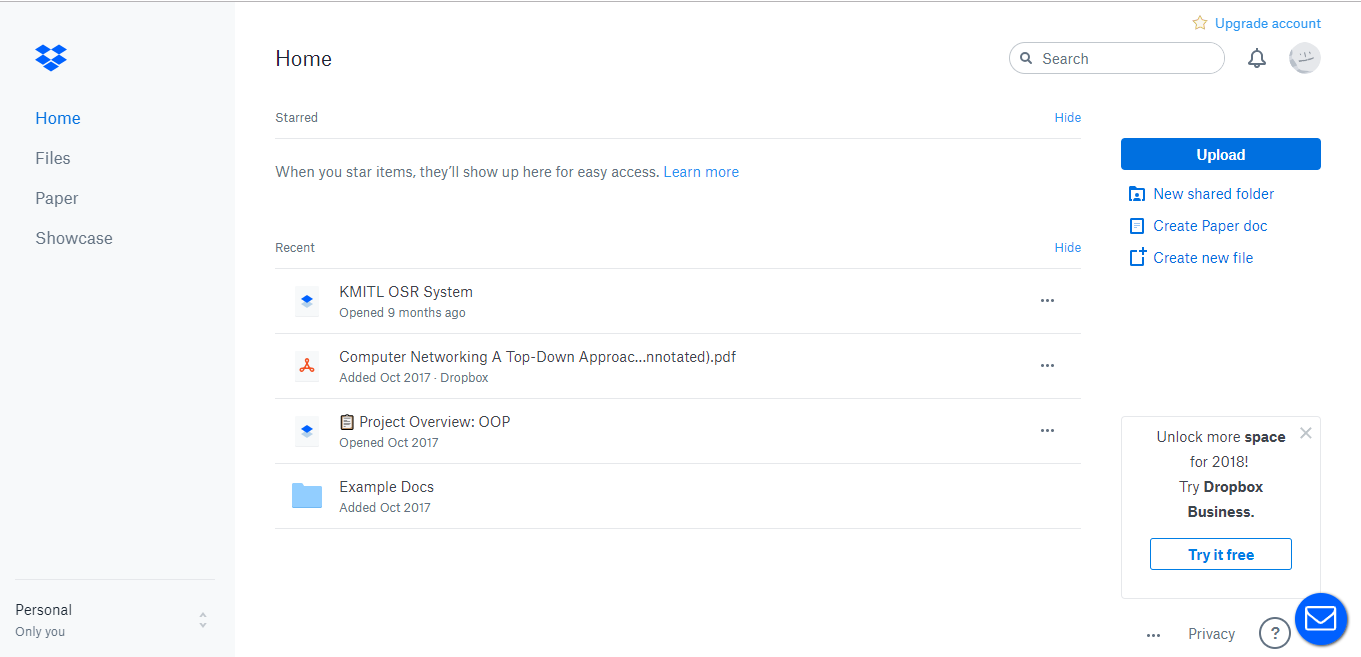 Upgrade account
Home
Search
Home
Files
Paper
Showcase
Starred
Hide
When you star items, they’ll show up here for easy access. Learn more
Recent
Hide
KMITL OSR System
Opened 9 months ago
Computer Networking A Top-Down Approac...nnotated).pdf
Added Oct 2017 · Dropbox
📋 Project Overview: OOP
Opened Oct 2017
Example Docs
Added Oct 2017
Upload
New shared folder
Create Paper doc
Create new file
Unlock more space
for 2018!
Try Dropbox
Business.
Try it free
Personal
Only you
Privacy
?